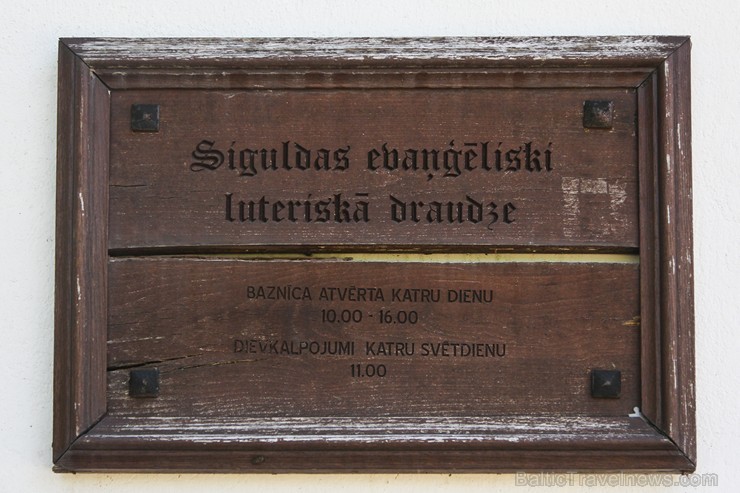 Siguldas evaņģēliski
luteriskā draudze
BAZNĪCA ATVĒRTA KATRU DIENU
10.00 - 16.00
DIEVKALPOJUMI KATRU SVĒTDIENU
11.00
BalticTravelnews.com